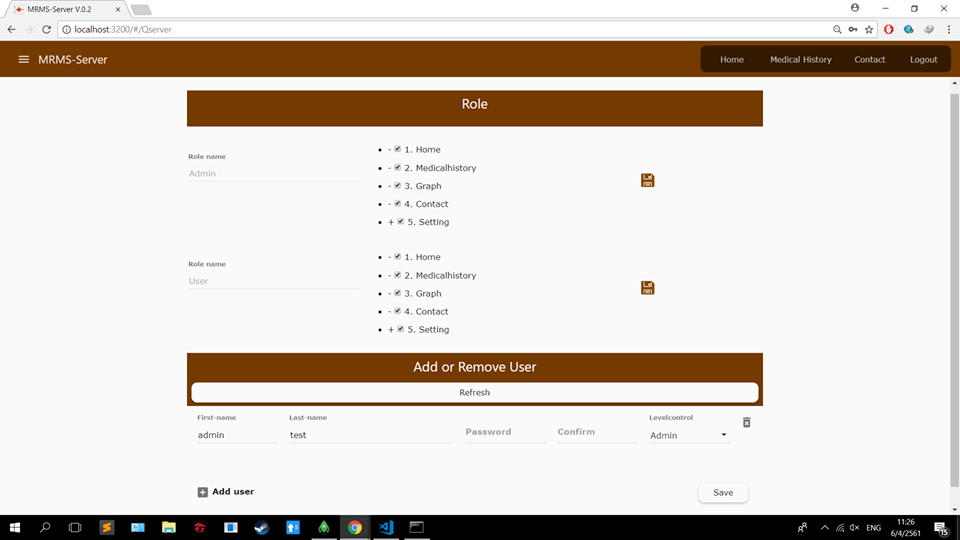 MRMS-Server V.0.2
localhost:3200/#/Qserver
MRMS-Server
Home Medical History Contact Logout
Role
Role name
Admin
- 1. Home
- 2. Medicalhistory
- 3. Graph
- 4. Contact
+ 5. Setting
Role name
User
- 1. Home
- 2. Medicalhistory
- 3. Graph
- 4. Contact
+ 5. Setting
Add or Remove User
Refresh
First-name Last-name Levelcontrol
admin test Password Confirm Admin
Add user Save
ENG
11:26
6/4/2561
15